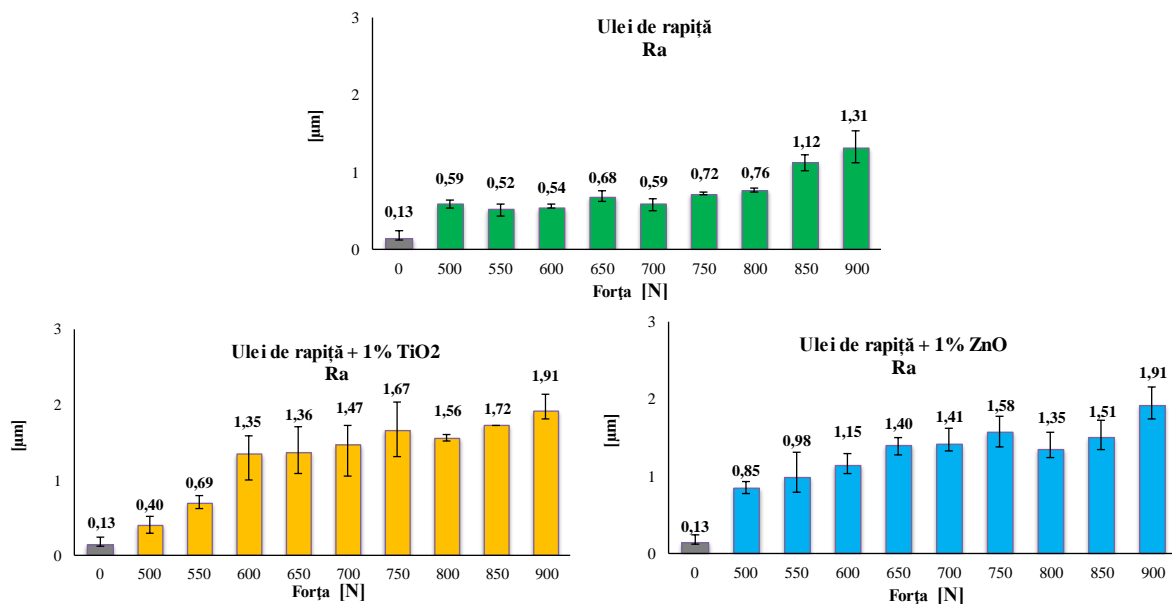 Ulei de rapiță
Ra
[µm]
3
2
1
0
0,13
0,59
0,52
0,54
0,68
0,59
0,72
0,76
1,12
1,31
0 500 550 600 650 700 750 800 850 900
Forţa [N]
Ulei de rapiță + 1% TiO2
Ra
[µm]
3
2
1
0
0,13
0,40
0,69
1,35
1,36
1,47
1,67
1,56
1,72
1,91
0 500 550 600 650 700 750 800 850 900
Forţa [N]
Ulei de rapiță + 1% ZnO
Ra
[µm]
3
2
1
0
0,13
0,85
0,98
1,15
1,40
1,41
1,58
1,35
1,51
1,91
0 500 550 600 650 700 750 800 850 900
Forţa [N]